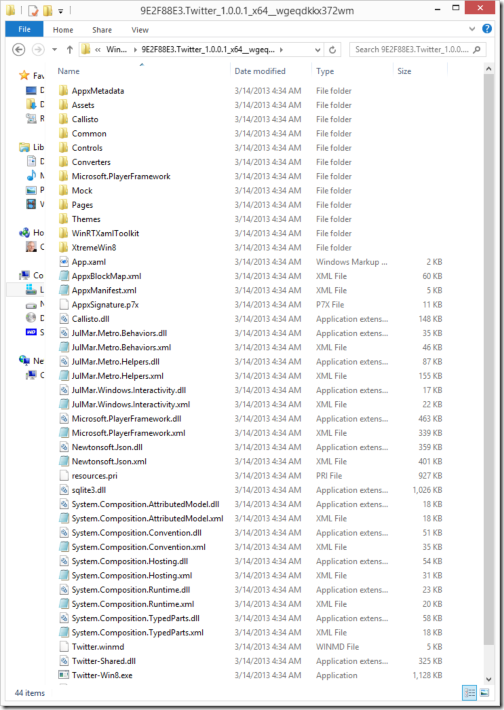 9E2F88E3.Twitter_1.0.0.1_x64__wgeqdkkx372wm
File Home Share View
« Win... 9E2F88E3.Twitter_1.0.0.1_x64__wgeq... Search 9E2F88E3.Twitter_1.0.0....
Name Date modified Type Size
AppxMetadata 3/14/2013 4:34 AM File folder
Assets 3/14/2013 4:34 AM File folder
Callisto 3/14/2013 4:34 AM File folder
Common 3/14/2013 4:34 AM File folder
Controls 3/14/2013 4:34 AM File folder
Converters 3/14/2013 4:34 AM File folder
Microsoft.PlayerFramework 3/14/2013 4:34 AM File folder
Mock 3/14/2013 4:34 AM File folder
Pages 3/14/2013 4:34 AM File folder
Themes 3/14/2013 4:34 AM File folder
WinRTXamlToolkit 3/14/2013 4:34 AM File folder
XtremeWin8 3/14/2013 4:34 AM File folder
App.xaml 3/14/2013 4:34 AM Windows Markup ... 2 KB
AppxBlockMap.xml 3/14/2013 4:34 AM XML File 60 KB
AppxManifest.xml 3/14/2013 4:34 AM XML File 5 KB
AppxSignature.p7x 3/14/2013 4:34 AM P7X File 11 KB
Callisto.dll 3/14/2013 4:34 AM Application extens... 148 KB
JulMar.Metro.Behaviors.dll 3/14/2013 4:34 AM Application extens... 35 KB
JulMar.Metro.Behaviors.xml 3/14/2013 4:34 AM XML File 46 KB
JulMar.Metro.Helpers.dll 3/14/2013 4:34 AM Application extens... 87 KB
JulMar.Metro.Helpers.xml 3/14/2013 4:34 AM XML File 155 KB
JulMar.Windows.Interactivity.dll 3/14/2013 4:34 AM Application extens... 17 KB
JulMar.Windows.Interactivity.xml 3/14/2013 4:34 AM XML File 22 KB
Microsoft.PlayerFramework.dll 3/14/2013 4:34 AM Application extens... 463 KB
Microsoft.PlayerFramework.xml 3/14/2013 4:34 AM XML File 339 KB
Newtonsoft.Json.dll 3/14/2013 4:34 AM Application extens... 359 KB
Newtonsoft.Json.xml 3/14/2013 4:34 AM XML File 401 KB
resources.pri 3/14/2013 4:34 AM PRI File 927 KB
sqlite3.dll 3/14/2013 4:34 AM Application extens... 1,026 KB
System.Composition.AttributedModel.dll 3/14/2013 4:34 AM Application extens... 18 KB
System.Composition.AttributedModel.xml 3/14/2013 4:34 AM XML File 18 KB
System.Composition.Convention.dll 3/14/2013 4:34 AM Application extens... 51 KB
System.Composition.Convention.xml 3/14/2013 4:34 AM XML File 35 KB
System.Composition.Hosting.dll 3/14/2013 4:34 AM Application extens... 54 KB
System.Composition.Hosting.xml 3/14/2013 4:34 AM XML File 31 KB
System.Composition.Runtime.dll 3/14/2013 4:34 AM Application extens... 23 KB
System.Composition.Runtime.xml 3/14/2013 4:34 AM XML File 20 KB
System.Composition.TypedParts.dll 3/14/2013 4:34 AM Application extens... 58 KB
System.Composition.TypedParts.xml 3/14/2013 4:34 AM XML File 18 KB
Twitter.winmd 3/14/2013 4:34 AM WINMD File 5 KB
Twitter-Shared.dll 3/14/2013 4:34 AM Application extens... 325 KB
Twitter-Win8.exe 3/14/2013 4:34 AM Application 1,128 KB
44 items